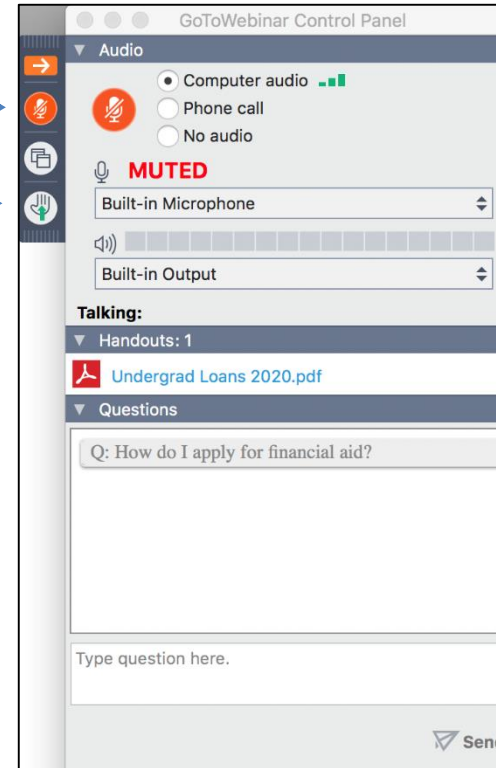 GoToWebinar Control Panel
Audio
Computer audio
Phone call
No audio
MUTED
Built-in Microphone
Built-in Output
Talking:
Handouts: 1
Undergrad Loans 2020.pdf
Questions
Q: How do I apply for financial aid?
Type question here.